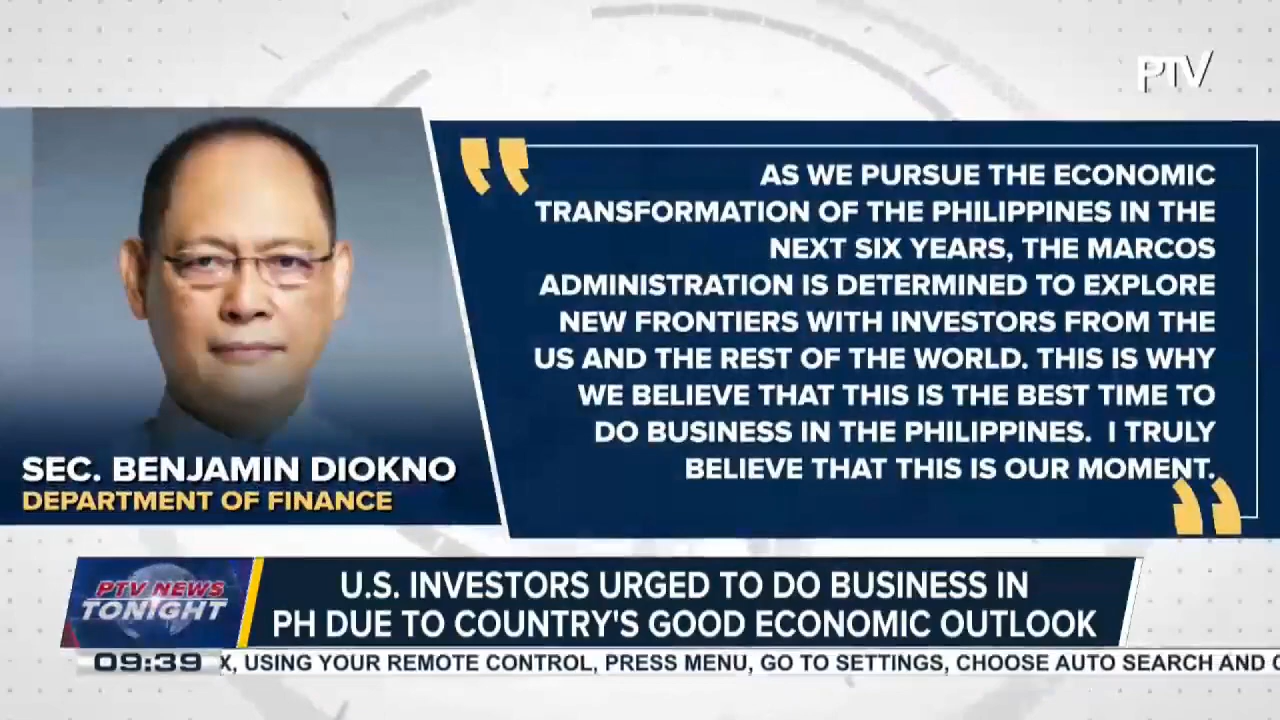 PTV
AS WE PURSUE THE ECONOMIC
TRANSFORMATION OF THE PHILIPPINES IN THE
NEXT SIX YEARS, THE MARCOS
ADMINISTRATION IS DETERMINED TO EXPLORE
NEW FRONTIERS WITH INVESTORS FROM THE
US AND THE REST OF THE WORLD. THIS IS WHY
WE BELIEVE THAT THIS IS THE BEST TIME TO
DO BUSINESS IN THE PHILIPPINES. I TRULY
BELIEVE THAT THIS IS OUR MOMENT.
SEC. BENJAMIN DIOKNO
DEPARTMENT OF FINANCE
PTV NEWS
TONIGHT
U.S. INVESTORS URGED TO DO BUSINESS IN
PH DUE TO COUNTRY'S GOOD ECONOMIC OUTLOOK
09:39
X, USING YOUR REMOTE CONTROL, PRESS MENU, GO TO SETTINGS, CHOOSE AUTO SEARCH AND